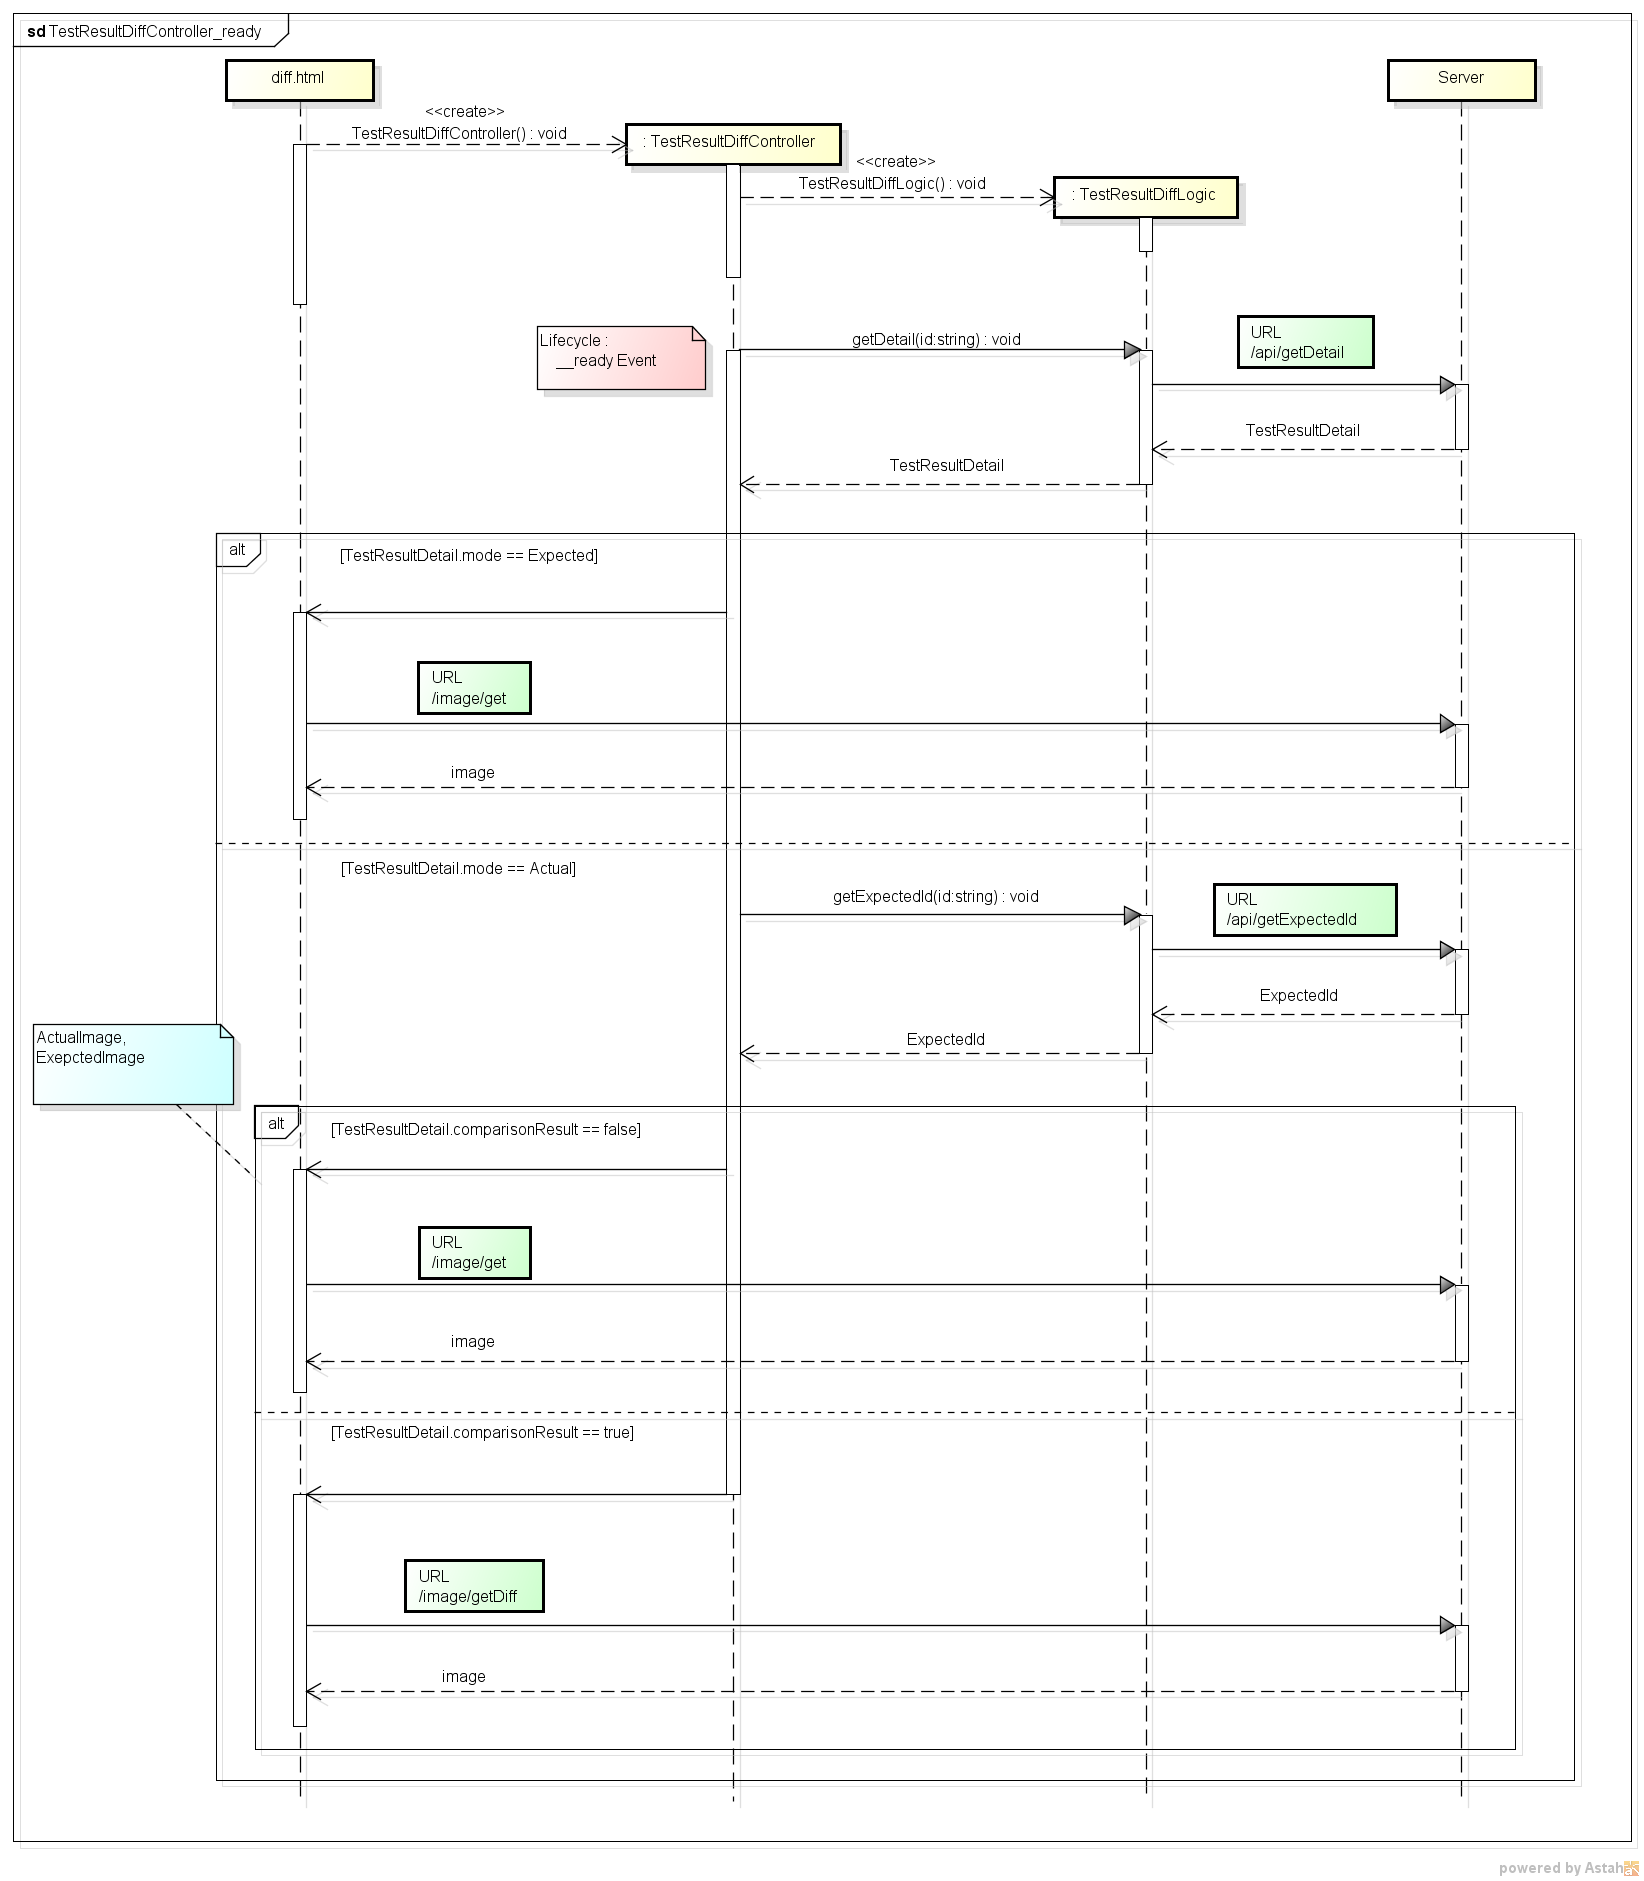 sd TestResultDiffController_ready
diff.html
Server
<<create>>
TestResultDiffController() : void
: TestResultDiffController
<<create>>
TestResultDiffLogic() : void
: TestResultDiffLogic
Lifecycle :
__ready Event
getDetail(id:string) : void
URL
/api/getDetail
TestResultDetail
TestResultDetail
alt
[TestResultDetail.mode == Expected]
URL
/image/get
image
[TestResultDetail.mode == Actual]
getExpectedId(id:string) : void
URL
/api/getExpectedId
ExpectedId
ExpectedId
ActualImage,
ExepctedImage
alt
[TestResultDetail.comparisonResult == false]
URL
/image/get
image
[TestResultDetail.comparisonResult == true]
URL
/image/getDiff
image
powered by Astah